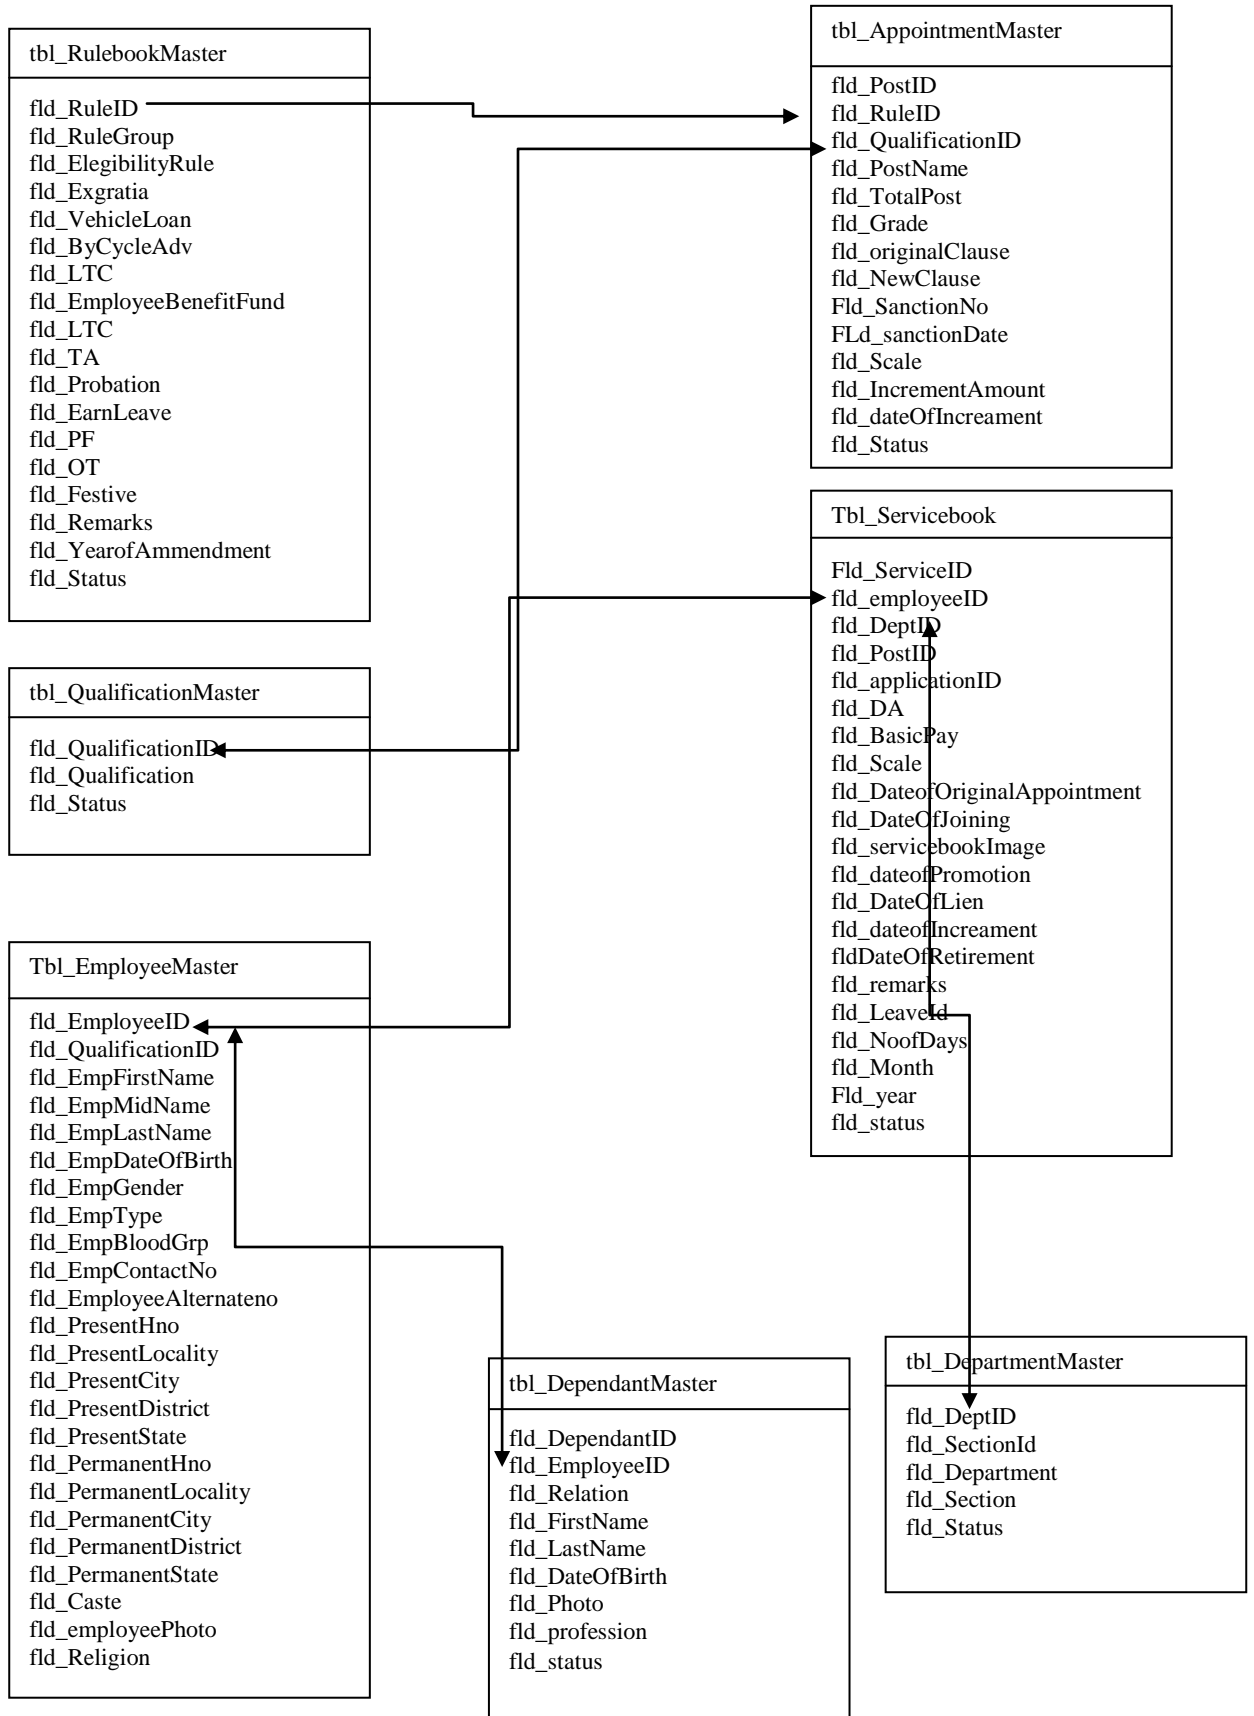 tbl_RulebookMaster
fld_RuleID
fld_RuleGroup
fld_ElegibilityRule
fld_Exgratia
fld_VehicleLoan
fld_ByCycleAdv
fld_LTC
fld_EmployeeBenefitFund
fld_LTC
fld_TA
fld_Probation
fld_EarnLeave
fld_PF
fld_OT
fld_Festive
fld_Remarks
fld_YearofAmmendment
fld_Status
tbl_AppointmentMaster
fld_PostID
fld_RuleID
fld_QualificationID
fld_PostName
fld_TotalPost
fld_Grade
fld_originalClause
fld_NewClause
Fld_SanctionNo
FLd_sanctionDate
fld_Scale
fld_IncrementAmount
fld_dateOfIncreament
fld_Status
tbl_QualificationMaster
fld_QualificationID
fld_Qualification
fld_Status
Tbl_Servicebook
Fld_ServiceID
fld_employeeID
fld_DeptID
fld_PostID
fld_applicationID
fld_DA
fld_BasicPay
fld_Scale
fld_DateofOriginalAppointment
fld_DateOfJoining
fld_servicebookImage
fld_dateofPromotion
fld_DateOfLien
fld_dateofIncreament
fldDateOfRetirement
fld_remarks
fld_LeaveId
fld_NoofDays
fld_Month
Fld_year
fld_status
Tbl_EmployeeMaster
fld_EmployeeID
fld_QualificationID
fld_EmpFirstName
fld_EmpMidName
fld_EmpLastName
fld_EmpDateOfBirth
fld_EmpGender
fld_EmpType
fld_EmpBloodGrp
fld_EmpContactNo
fld_EmployeeAlternateno
fld_PresentHno
fld_PresentLocality
fld_PresentCity
fld_PresentDistrict
fld_PresentState
fld_PermanentHno
fld_PermanentLocality
fld_PermanentCity
fld_PermanentDistrict
fld_PermanentState
fld_Caste
fld_employeePhoto
fld_Religion
tbl_DependantMaster
fld_DependantID
fld_EmployeeID
fld_Relation
fld_FirstName
fld_LastName
fld_DateOfBirth
fld_Photo
fld_profession
fld_status
tbl_DepartmentMaster
fld_DeptID
fld_SectionId
fld_Department
fld_Section
fld_Status